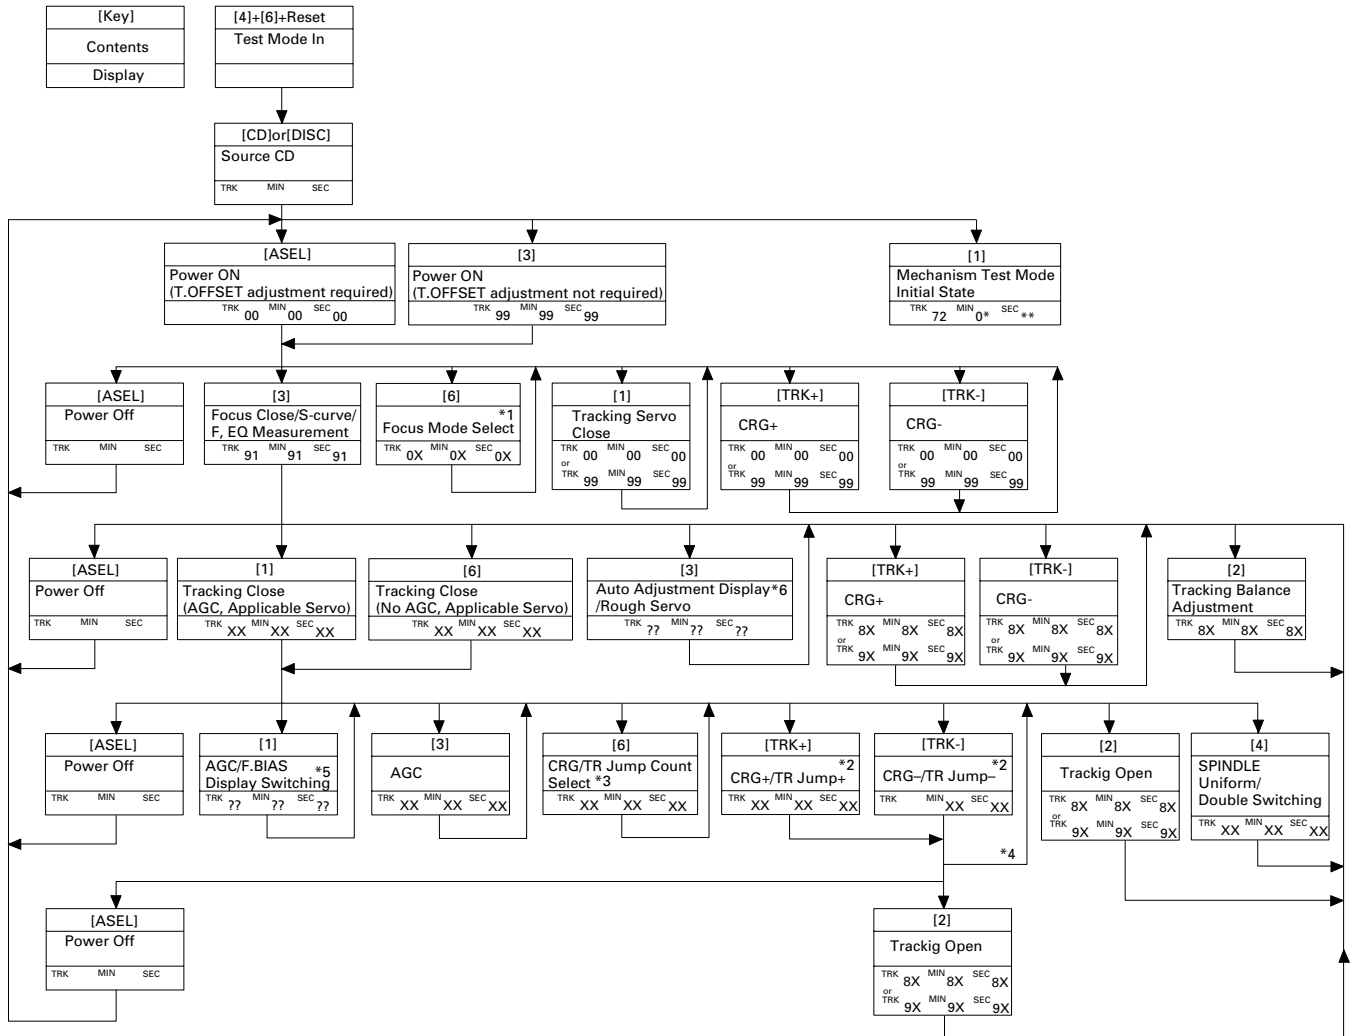 [Key]
Contents
Display
[4]+[6]+Reset
Test Mode In
[CD]or[DISC]
Source CD
TRK MIN SEC
[ASEL]
Power ON
(T.OFFSET adjustment required)
TRK 00 MIN 00 SEC 00
[3]
Power ON
(T.OFFSET adjustment not required)
TRK 99 MIN 99 SEC 99
[1]
Mechanism Test Mode
Initial State
TRK 72 MIN 0* SEC **
[ASEL]
Power Off
TRK MIN SEC
[3]
Focus Close/S-curve/
F, EQ Measurement
TRK 91 MIN 91 SEC 91
[6]
*1
Focus Mode Select
TRK 0X MIN 0X SEC 0X
[1]
Tracking Servo
Close
TRK 00 MIN 00 SEC 00
or
TRK 99 MIN 99 SEC 99
[TRK+]
CRG+
TRK 00 MIN 00 SEC 00
or
TRK 99 MIN 99 SEC 99
[TRK-]
CRG-
TRK 00 MIN 00 SEC 00
or
TRK 99 MIN 99 SEC 99
[ASEL]
Power Off
TRK MIN SEC
[1]
Tracking Close
(AGC, Applicable Servo)
TRK XX MIN XX SEC XX
[6]
Tracking Close
(No AGC, Applicable Servo)
TRK XX MIN XX SEC XX
[3]
Auto Adjustment Display*6
/Rough Servo
TRK ?? MIN ?? SEC ??
[TRK+]
CRG+
TRK 8X MIN 8X SEC 8X
or
TRK 9X MIN 9X SEC 9X
[TRK-]
CRG-
TRK 8X MIN 8X SEC 8X
or
TRK 9X MIN 9X SEC 9X
[2]
Tracking Balance
Adjustment
TRK 8X MIN 8X SEC 8X
[ASEL]
Power Off
TRK MIN SEC
[1]
AGC/F.BIAS
Display Switching *5
TRK ?? MIN ?? SEC ??
[3]
AGC
TRK XX MIN XX SEC XX
[6]
CRG/TR Jump Count
Select *3
TRK XX MIN XX SEC XX
[TRK+]
*2
CRG+/TR Jump+
TRK XX MIN XX SEC XX
[TRK-]
*2
CRG–/TR Jump–
TRK MIN XX SEC XX
[2]
Trackig Open
TRK 8X MIN 8X SEC 8X
or
TRK 9X MIN 9X SEC 9X
[4]
SPINDLE
Uniform/
Double Switching
TRK XX MIN XX SEC XX
*4
[ASEL]
Power Off
TRK MIN SEC
[2]
Trackig Open
TRK 8X MIN 8X SEC 8X
or
TRK 9X MIN 9X SEC 9X